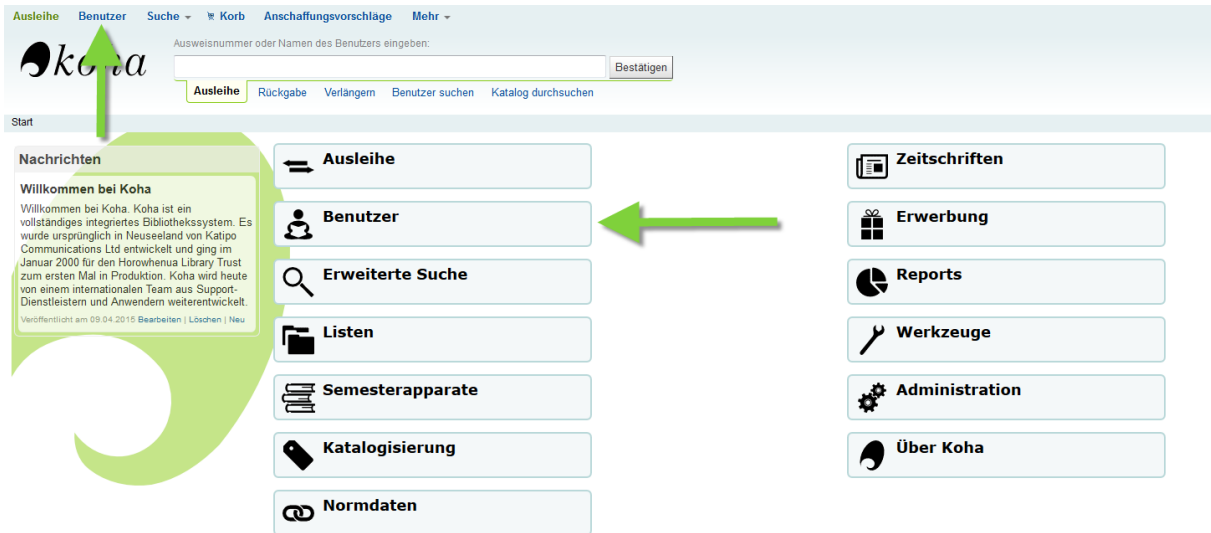 Ausleihe Benutzer Suche Korb Anschaffungsvorschläge Mehr
koha
Ausweisnummer oder Namen des Benutzers eingeben:
Bestätigen
Ausleihe Rückgabe Verlängern Benutzer suchen Katalog durchsuchen
Start
Nachrichten
Willkommen bei Koha
Willkommen bei Koha. Koha ist ein
vollständiges integriertes Bibliothekssystem. Es
wurde ursprünglich in Neuseeland von Katipo
Communications Ltd entwickelt und ging im
Januar 2000 für den Horowhenua Library Trust
zum ersten Mal in Produktion. Koha wird heute
von einem internationalen Team aus Support-
Dienstleistern und Anwendern weiterentwickelt.
Veröffentlicht am 09.04.2015 Bearbeiten | Löschen | Neu
Ausleihe
Benutzer
Erweiterte Suche
Listen
Semesterapparate
Katalogisierung
Normdaten
Zeitschriften
Erwerbung
Reports
Werkzeuge
Administration
Über Koha